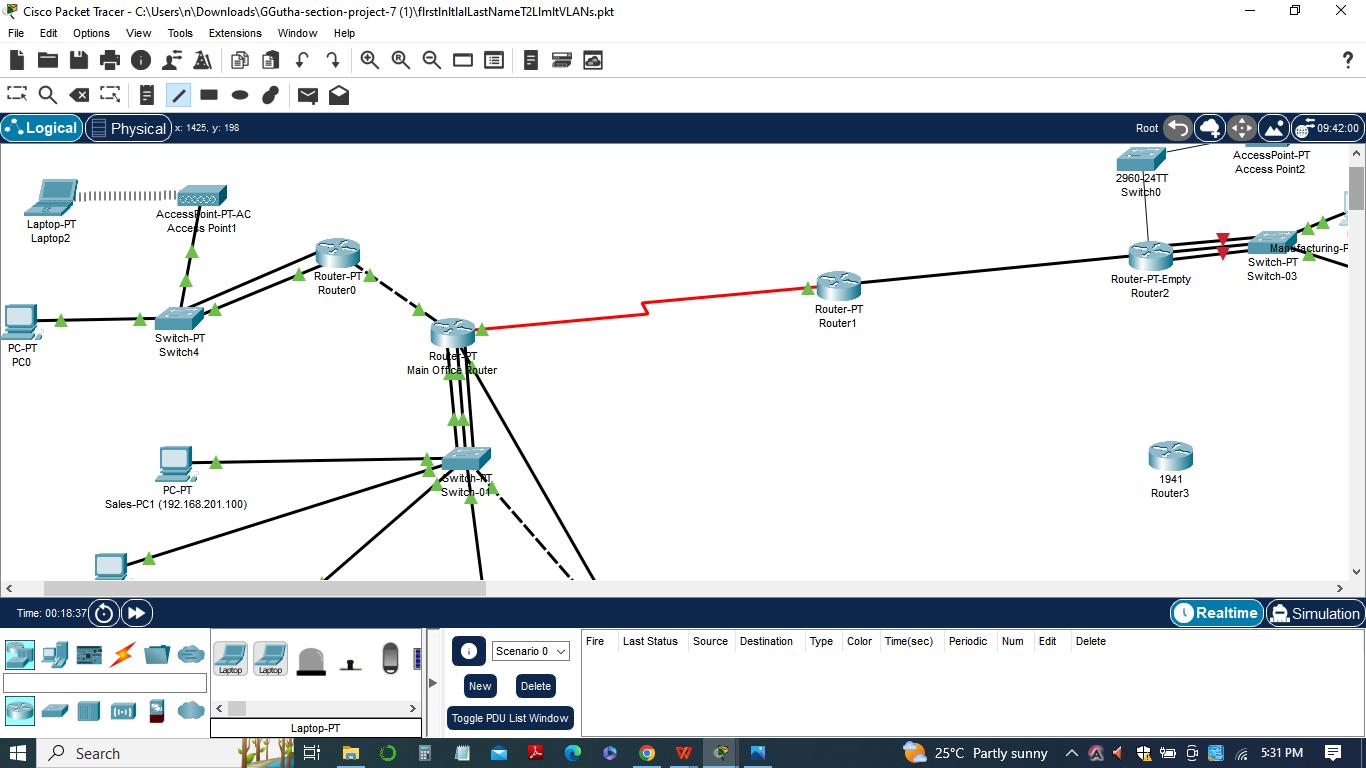 Cisco Packet Tracer - C:\Users\n\Downloads\GGutha-section-project-7 (1)\fIrstInItIalLastNameT2LImItVLANs.pkt
File Edit Options View Tools Extensions Window Help
Logical Physical x: 1425, y: 198 Root 09:42:00
AccessPoint-PT
Access Point2
2960-24TT
Switch0
AccessPoint-PT-AC
Access Point1
Laptop-PT
Laptop2
Manufacturing-P
Switch-PT
Switch-03
Router-PT
Router0
Router-PT-Empty
Router2
Router-PT
Router1
Switch-PT
Switch4
PC-PT
PC0
Router-PT
Main Office Router
Switch-PT
Switch-01
PC-PT
Sales-PC1 (192.168.201.100)
1941
Router3
Time: 00:18:37 Realtime Simulation
Scenario 0
Fire Last Status Source Destination Type Color Time(sec) Periodic Num Edit Delete
Laptop Laptop
New Delete
Toggle PDU List Window
Laptop-PT
Search 25°C Partly sunny 5:31 PM